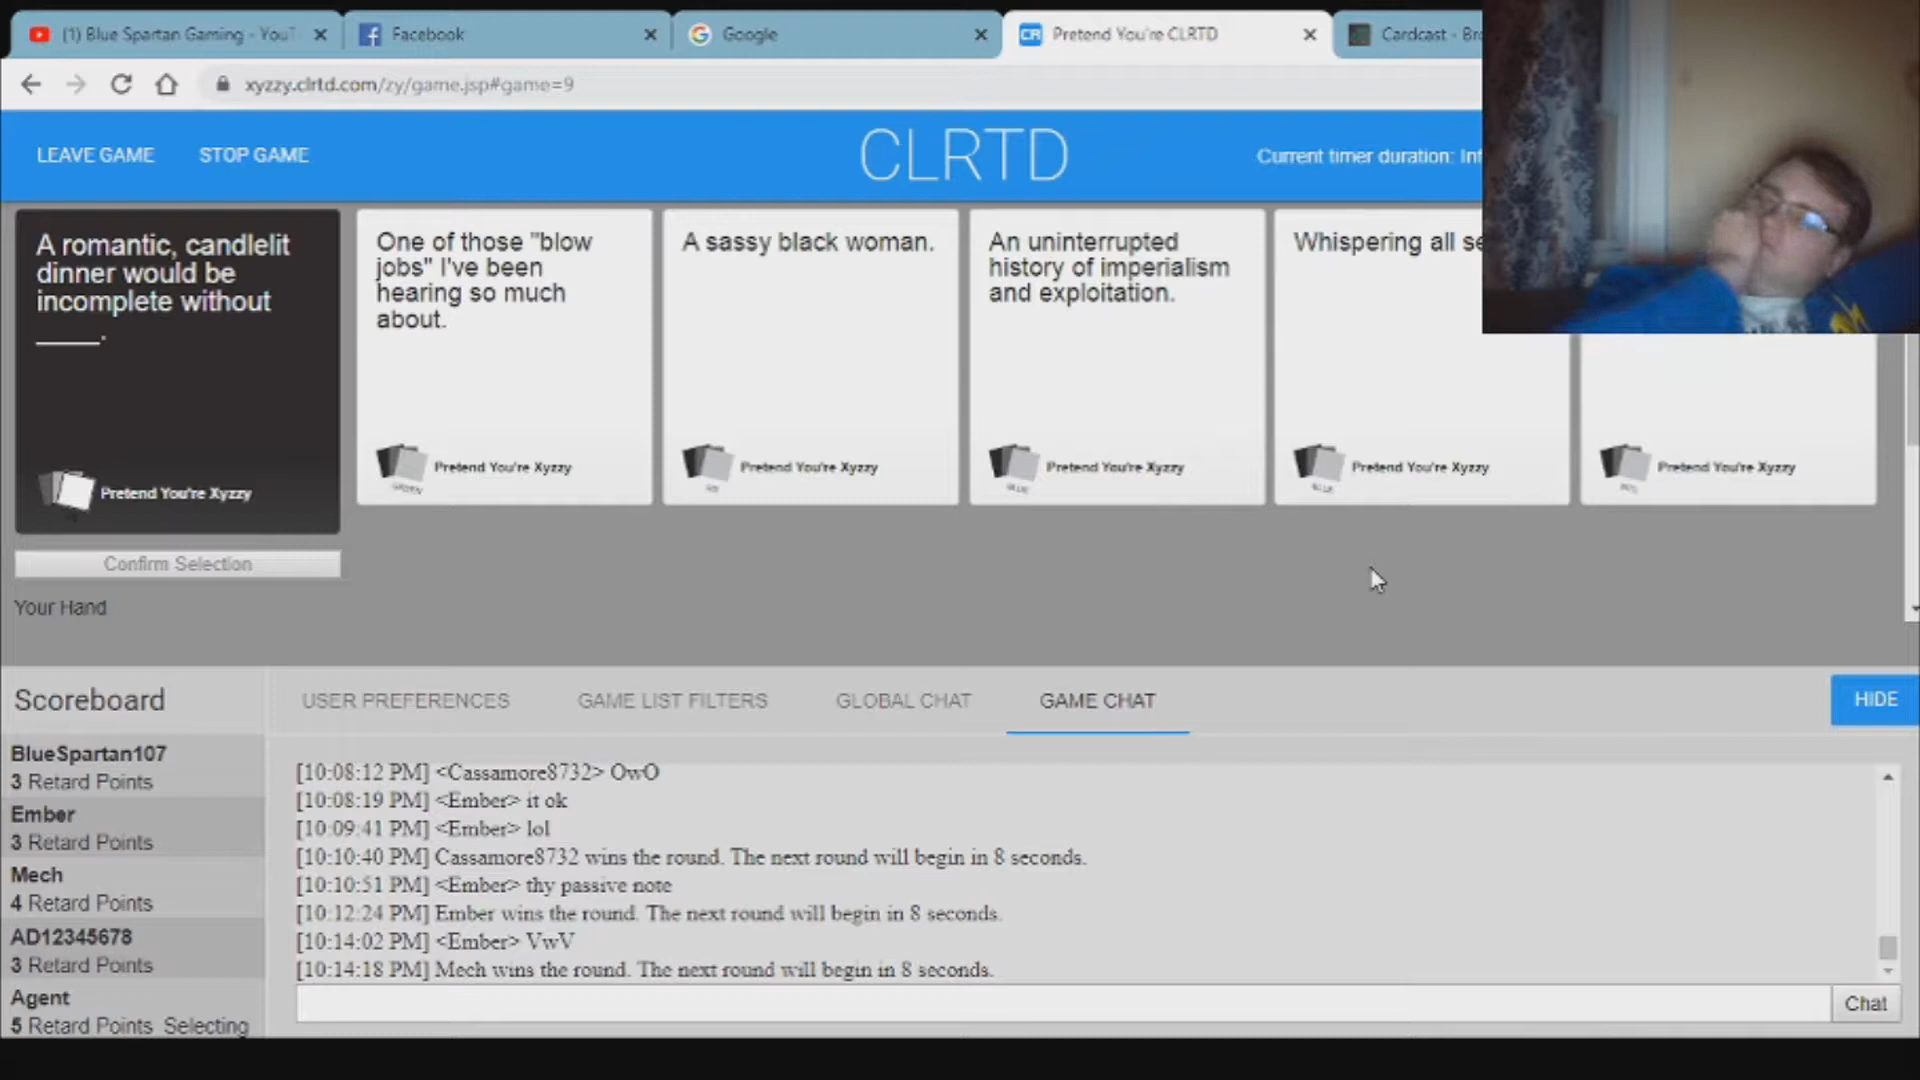 (1) Blue Spartan Gaming - YouT
Facebook
Google
Pretend You're CLRTD
Cardcast - Bro
xyzzy.clrtd.com/zy/game.jsp#game=9
LEAVE GAME
STOP GAME
CLRTD
Current timer duration: Inf
A romantic, candlelit
dinner would be
incomplete without
_____.
Pretend You're Xyzzy
One of those "blow
jobs" I've been
hearing so much
about.
Pretend You're Xyzzy
A sassy black woman.
Pretend You're Xyzzy
An uninterrupted
history of imperialism
and exploitation.
BLUE
Pretend You're Xyzzy
Whispering all se
BLUE
Pretend You're Xyzzy
Pretend You're Xyzzy
Confirm Selection
Your Hand
Scoreboard
BlueSpartan107
3 Retard Points
Ember
3 Retard Points
Mech
4 Retard Points
AD12345678
3 Retard Points
Agent
5 Retard Points Selecting
USER PREFERENCES
GAME LIST FILTERS
GLOBAL CHAT
GAME CHAT
HIDE
[10:08:12 PM] <Cassamore8732> OwO
[10:08:19 PM] <Ember> it ok
[10:09:41 PM] <Ember> lol
[10:10:40 PM] Cassamore8732 wins the round. The next round will begin in 8 seconds.
[10:10:51 PM] <Ember> thy passive note
[10:12:24 PM] Ember wins the round. The next round will begin in 8 seconds.
[10:14:02 PM] <Ember> VwV
[10:14:18 PM] Mech wins the round. The next round will begin in 8 seconds.
Chat